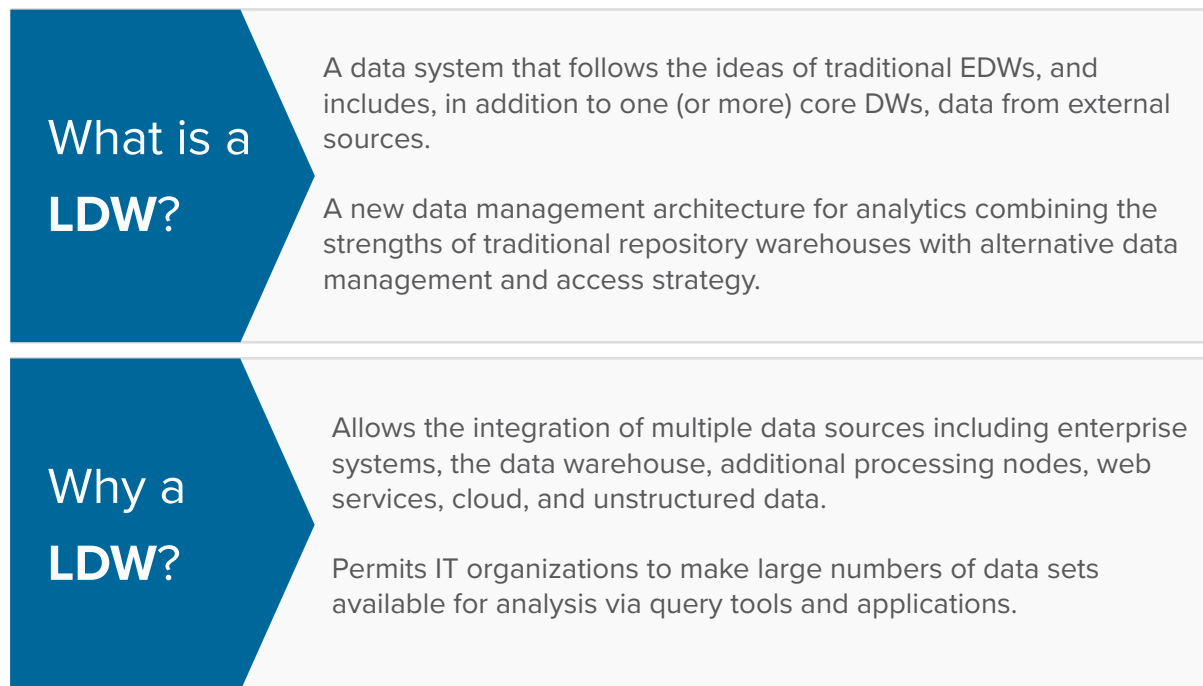 What is a
LDW?
A data system that follows the ideas of traditional EDWs, and
includes, in addition to one (or more) core DWs, data from external
sources.
A new data management architecture for analytics combining the
strengths of traditional repository warehouses with alternative data
management and access strategy.
Why a
LDW?
Allows the integration of multiple data sources including enterprise
systems, the data warehouse, additional processing nodes, web
services, cloud, and unstructured data.
Permits IT organizations to make large numbers of data sets
available for analysis via query tools and applications.